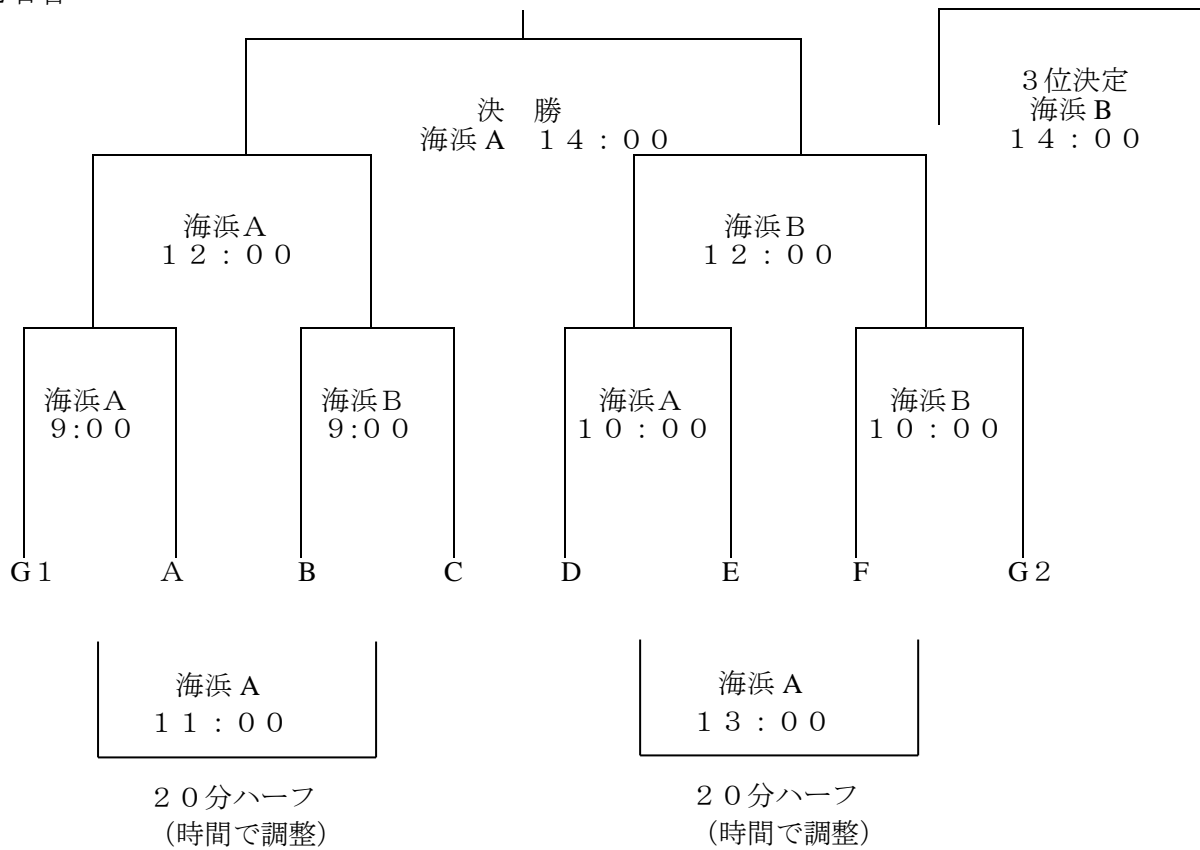 決　勝
海浜 A　１４：００
３位決定
海浜 B
１４：００
海浜Ａ
１２：００
海浜Ｂ
１２：００
海浜Ａ
９:００
海浜Ｂ
９:００
海浜Ａ
１０：００
海浜Ｂ
１０：００
G１　A　B　C　D　E　F　G２
海浜 A
１１：００
海浜 A
１３：００
２０分ハーフ
（時間で調整）
２０分ハーフ
（時間で調整）